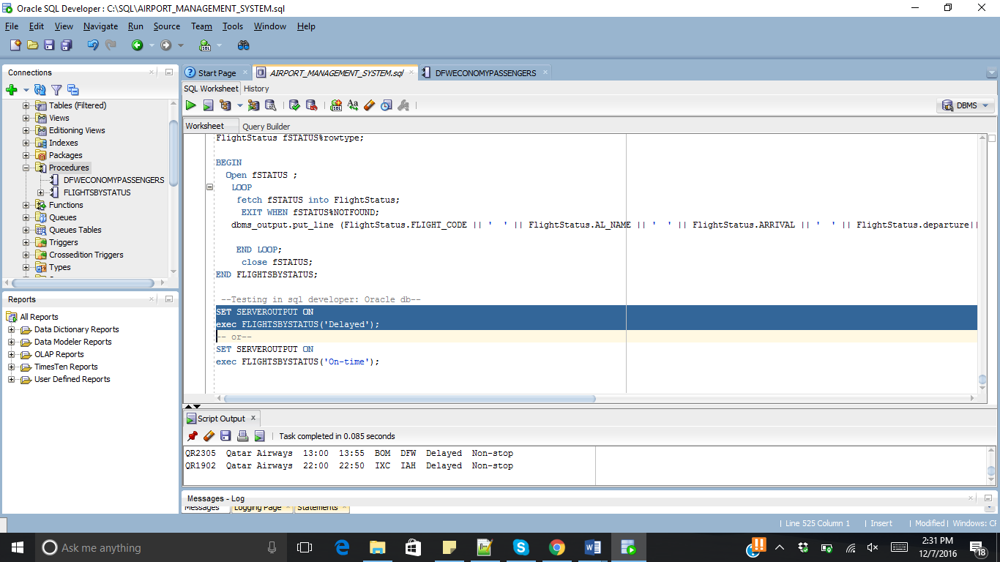 Oracle SQL Developer : C:\SQL\AIRPORT_MANAGEMENT_SYSTEM.sql
File Edit View Navigate Run Source Team Tools Window Help
Connections
Tables (Filtered)
Views
Editioning Views
Indexes
Packages
Procedures
DFWECONOMYPASSENGERS
FLIGHTSBYSTATUS
Functions
Queues
Queues Tables
Triggers
Crossedition Triggers
Types
Reports
All Reports
Data Dictionary Reports
Data Modeler Reports
OLAP Reports
TimesTen Reports
User Defined Reports
Start Page AIRPORT_MANAGEMENT_SYSTEM.sql DFWECONOMYPASSENGERS
SQL Worksheet History
DBMS
Worksheet Query Builder
FlightStatus fSTATUS%rowtype;
BEGIN
Open fSTATUS ;
LOOP
fetch fSTATUS into FlightStatus;
EXIT WHEN fSTATUS%NOTFOUND;
dbms_output.put_line (FlightStatus.FLIGHT_CODE || '  ' || FlightStatus.AL_NAME || '  ' || FlightStatus.ARRIVAL || '  ' || FlightStatus.departure||
END LOOP;
close fSTATUS;
END FLIGHTSBYSTATUS;
--Testing in sql developer: Oracle db--
SET SERVEROUTPUT ON
exec FLIGHTSBYSTATUS('Delayed');
-- or--
SET SERVEROUTPUT ON
exec FLIGHTSBYSTATUS('On-time');
Script Output
Task completed in 0.085 seconds
QR2305  Qatar Airways  13:00  13:55  BOM  DFW  Delayed  Non-stop
QR1902  Qatar Airways  22:00  22:50  IXC  IAH  Delayed  Non-stop
Messages - Log
Messages Logging Page Statements
Line 525 Column 1 Insert Modified Windows: CF
Ask me anything
2:31 PM
12/7/2016
18